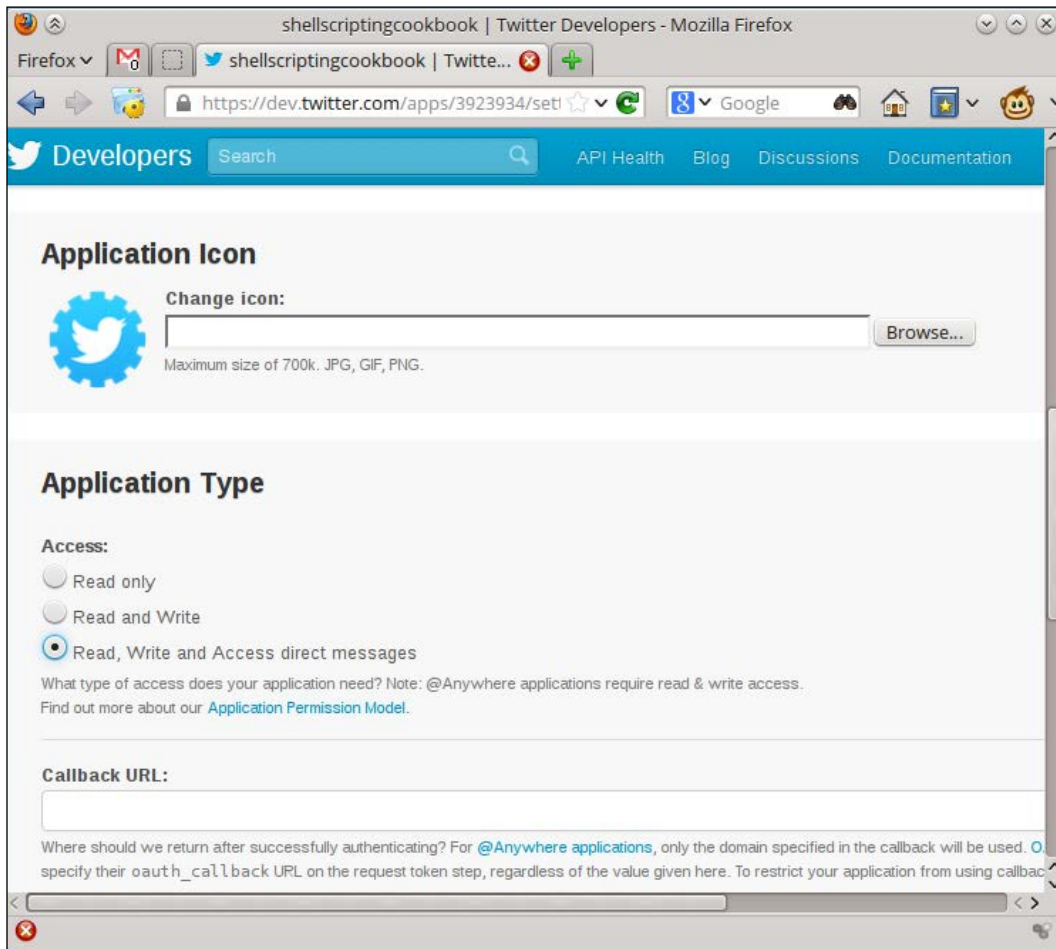 shellscriptingcookbook | Twitter Developers - Mozilla Firefox
Firefox
0
shellscriptingcookbook | Twitte...
https://dev.twitter.com/apps/3923934/set
8
Google
Developers
Search
API Health
Blog
Discussions
Documentation
Application Icon
Change icon:
Browse...
Maximum size of 700k. JPG, GIF, PNG.
Application Type
Access:
Read only
Read and Write
Read, Write and Access direct messages
What type of access does your application need? Note: @Anywhere applications require read & write access.
Find out more about our Application Permission Model.
Callback URL:
Where should we return after successfully authenticating? For @Anywhere applications, only the domain specified in the callback will be used. O
specify their oauth_callback URL on the request token step, regardless of the value given here. To restrict your application from using callbac